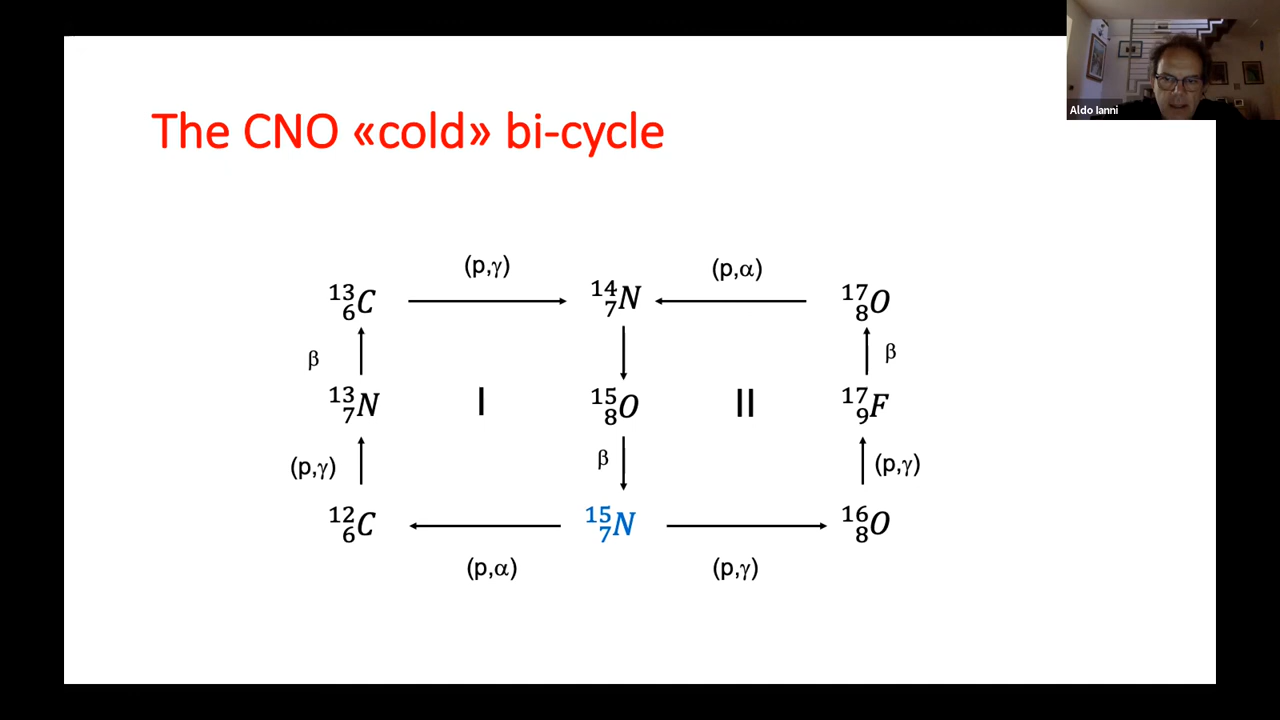 Aldo Ianni
The CNO «cold» bi-cycle
(p,γ) (p,α)
¹³₆C ¹⁴₇N ¹⁷₈O
β β
¹³₇N I ¹⁵₈O II ¹⁷₉F
(p,γ) β (p,γ)
¹²₆C ¹⁵₇N ¹⁶₈O
(p,α) (p,γ)